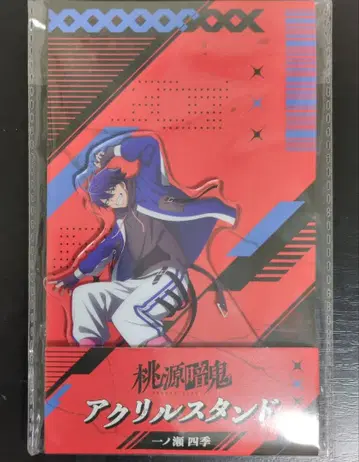 桃源暗鬼
アクリルスタンド
一ノ瀬 四季